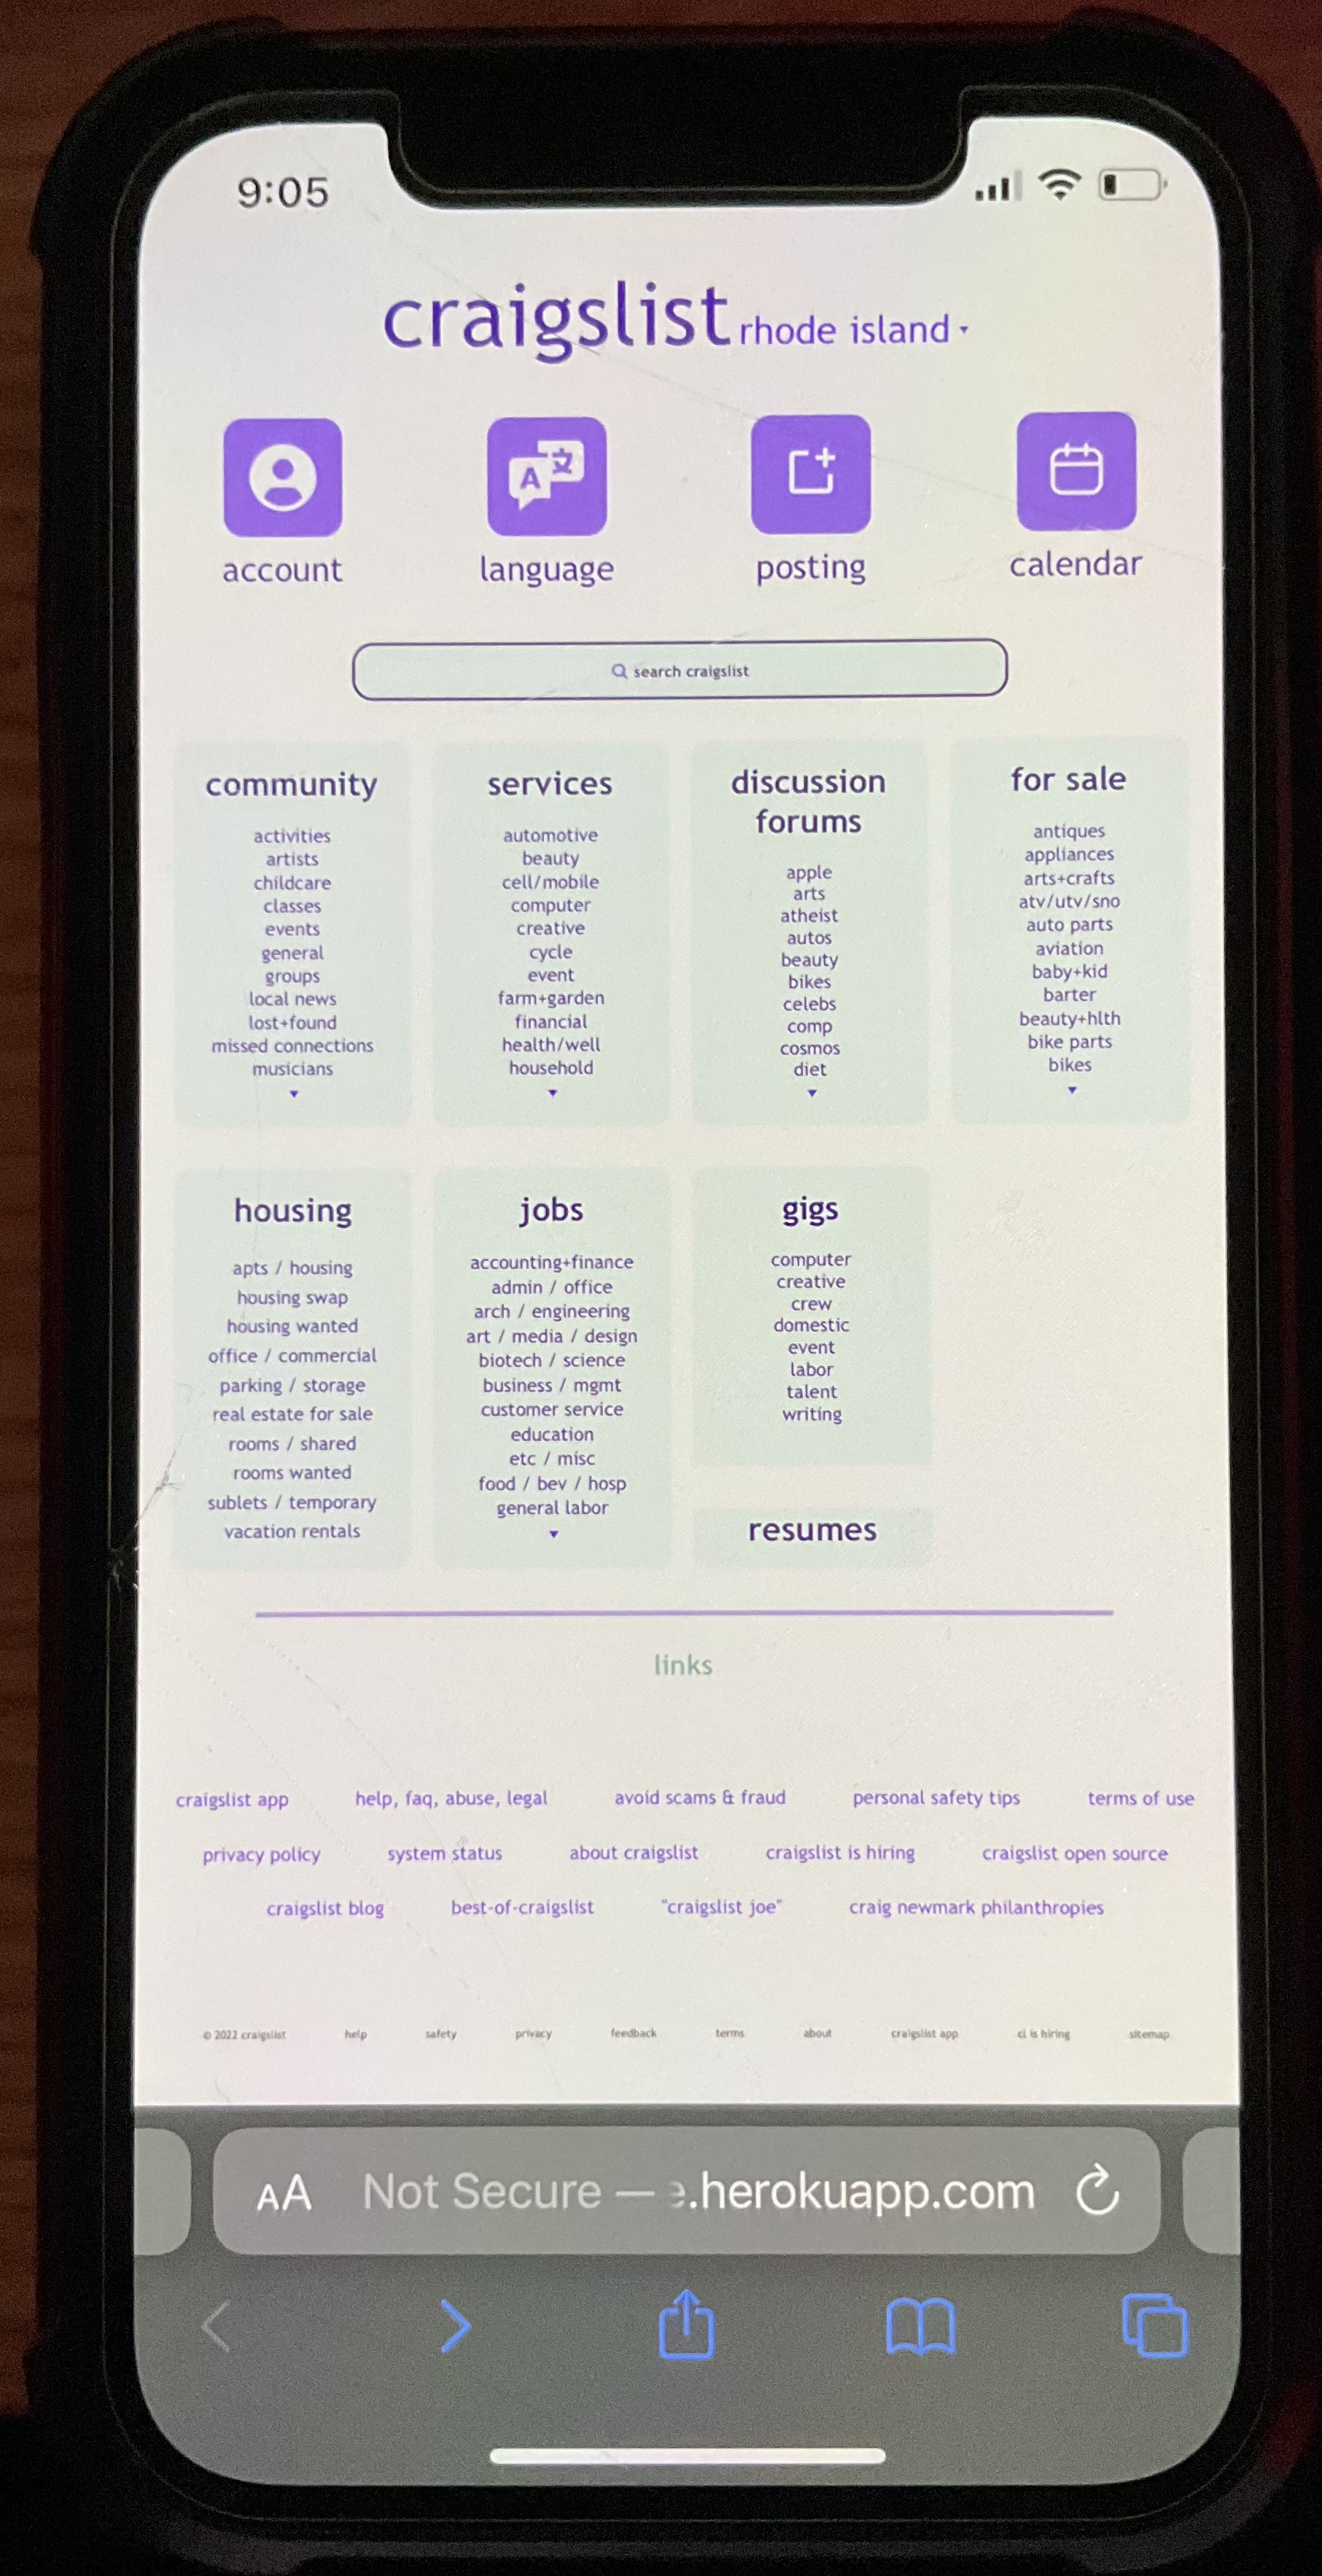 9:05
craigslist rhode island
account language posting calendar
search craigslist
community
activities
artists
childcare
classes
events
general
groups
local news
lost+found
missed connections
musicians
services
automotive
beauty
cell/mobile
computer
creative
cycle
event
farm+garden
financial
health/well
household
discussion
forums
apple
arts
atheist
autos
beauty
bikes
celebs
comp
cosmos
diet
for sale
antiques
appliances
arts+crafts
atv/utv/sno
auto parts
aviation
baby+kid
barter
beauty+hlth
bike parts
bikes
housing
apts / housing
housing swap
housing wanted
office / commercial
parking / storage
real estate for sale
rooms / shared
rooms wanted
sublets / temporary
vacation rentals
jobs
accounting+finance
admin / office
arch / engineering
art / media / design
biotech / science
business / mgmt
customer service
education
etc / misc
food / bev / hosp
general labor
gigs
computer
creative
crew
domestic
event
labor
talent
writing
resumes
links
craigslist app help, faq, abuse, legal avoid scams & fraud personal safety tips terms of use
privacy policy system status about craigslist craigslist is hiring craigslist open source
craigslist blog best-of-craigslist "craigslist joe" craig newmark philanthropies
© 2022 craigslist help safety privacy feedback terms about craigslist app cl is hiring sitemap
AA Not Secure — e.herokuapp.com